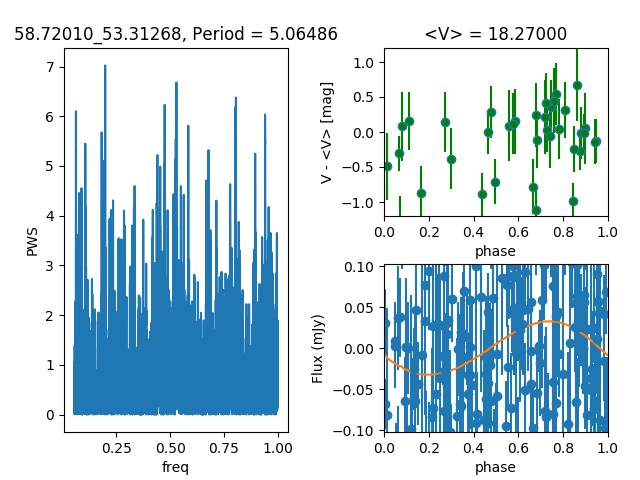 58.72010_53.31268, Period = 5.06486
PWS
7
6
5
4
3
2
1
0
0.25 0.50 0.75 1.00
freq
<V> = 18.27000
V - <V> [mag]
1.0
0.5
0.0
−0.5
−1.0
0.0 0.2 0.4 0.6 0.8 1.0
phase
Flux (mJy)
0.10
0.05
0.00
−0.05
−0.10
0.0 0.2 0.4 0.6 0.8 1.0
phase